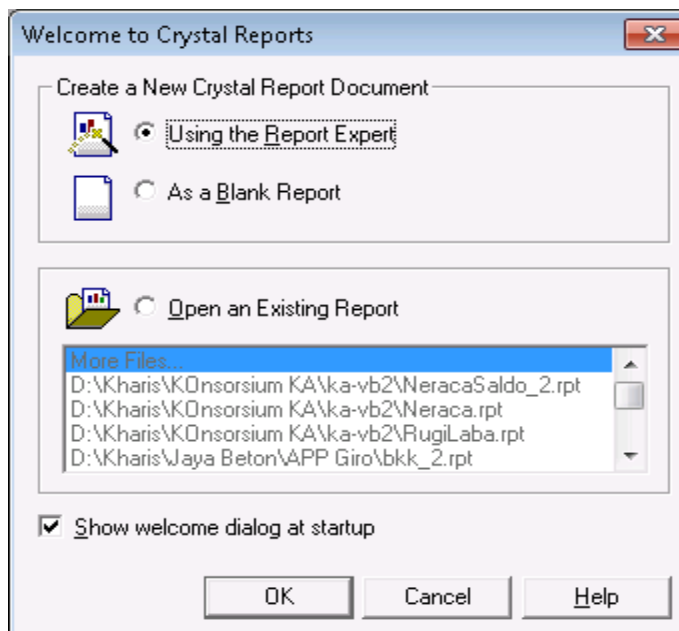 Welcome to Crystal Reports
Create a New Crystal Report Document
Using the Report Expert
As a Blank Report
Open an Existing Report
More Files...
D:\Kharis\KOnsorsium KA\ka-vb2\NeracaSaldo_2.rpt
D:\Kharis\KOnsorsium KA\ka-vb2\Neraca.rpt
D:\Kharis\KOnsorsium KA\ka-vb2\RugiLaba.rpt
D:\Kharis\Jaya Beton\APP Giro\bkk_2.rpt
Show welcome dialog at startup
OK Cancel Help